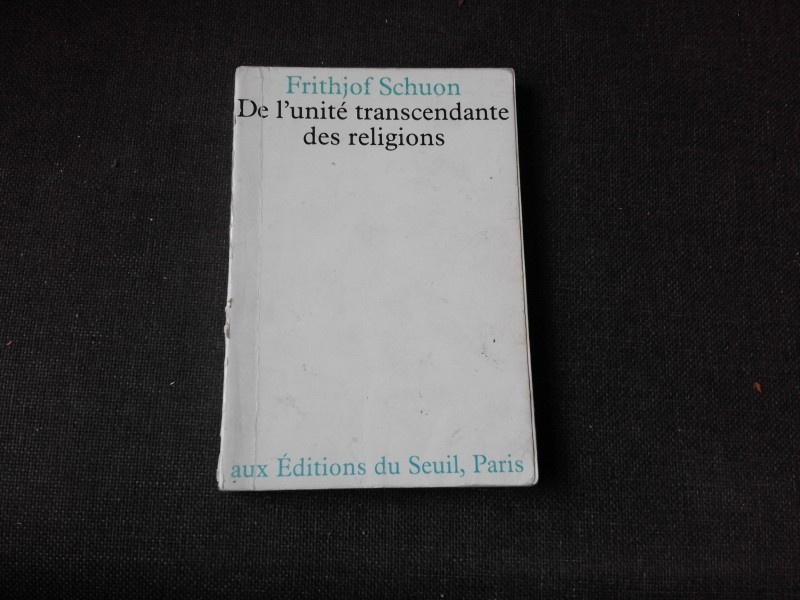 Frithjof Schuon
De l'unité transcendante
des religions
aux Éditions du Seuil, Paris